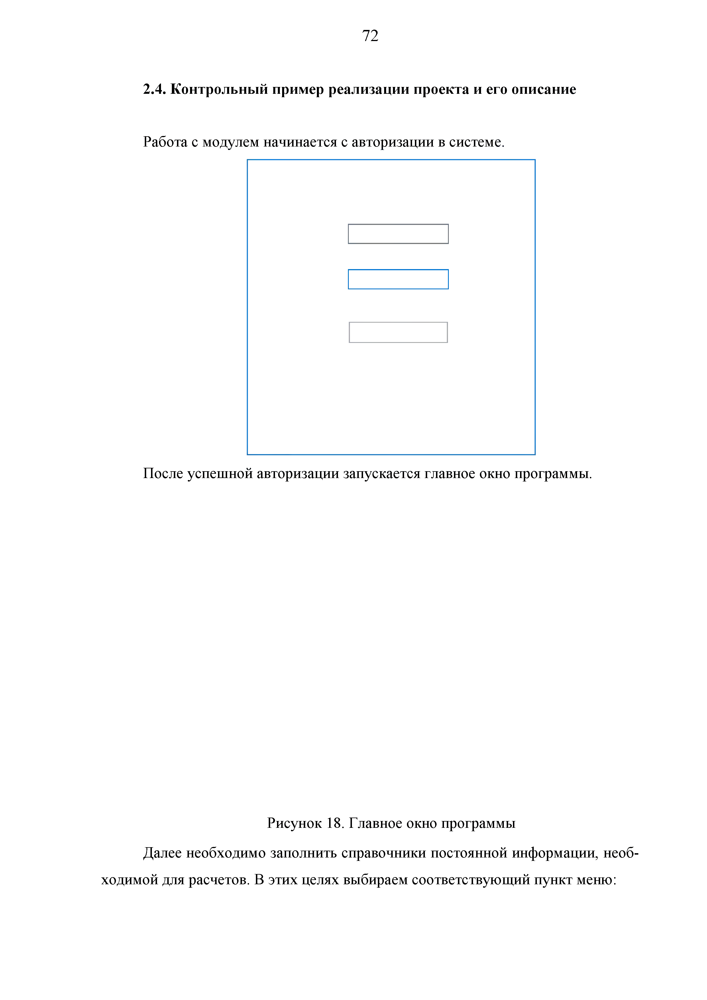 72
2.4. Контрольный пример реализации проекта и его описание
Работа с модулем начинается с авторизации в системе.
После успешной авторизации запускается главное окно программы.
Рисунок 18. Главное окно программы
Далее необходимо заполнить справочники постоянной информации, необ-
ходимой для расчетов. В этих целях выбираем соответствующий пункт меню: